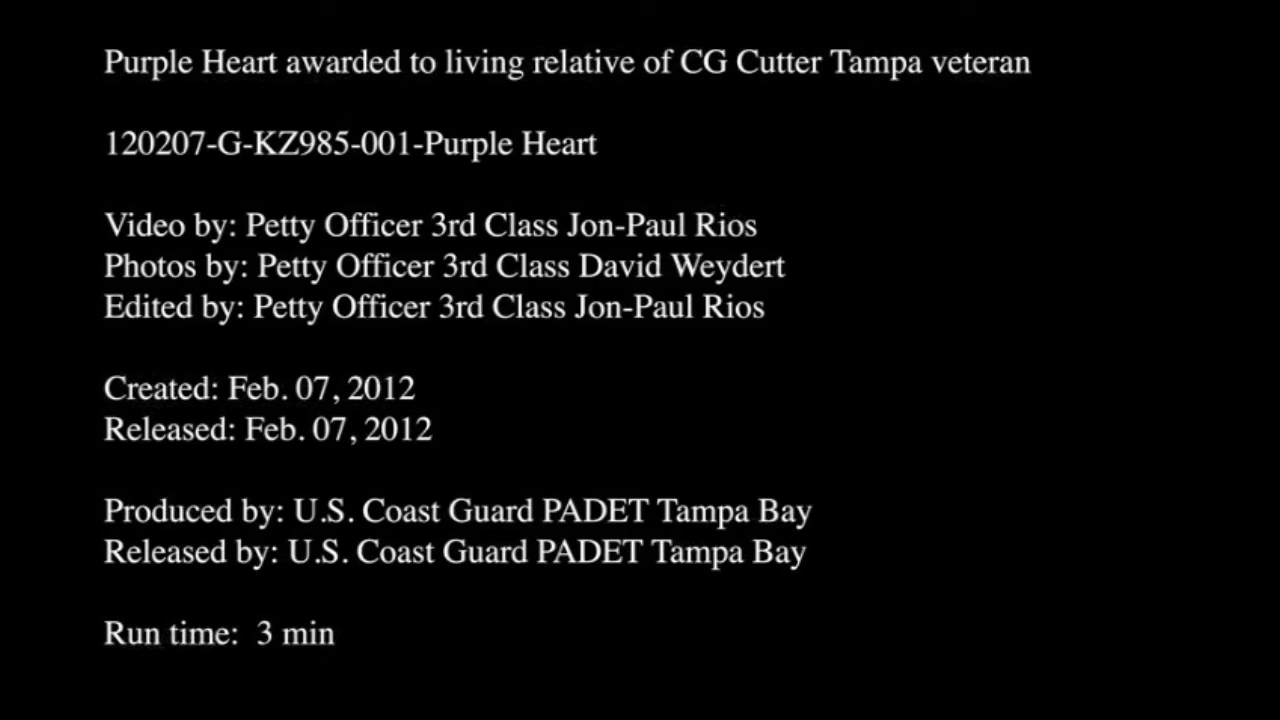 Purple Heart awarded to living relative of CG Cutter Tampa veteran
120207-G-KZ985-001-Purple Heart
Video by: Petty Officer 3rd Class Jon-Paul Rios
Photos by: Petty Officer 3rd Class David Weydert
Edited by: Petty Officer 3rd Class Jon-Paul Rios
Created: Feb. 07, 2012
Released: Feb. 07, 2012
Produced by: U.S. Coast Guard PADET Tampa Bay
Released by: U.S. Coast Guard PADET Tampa Bay
Run time:  3 min